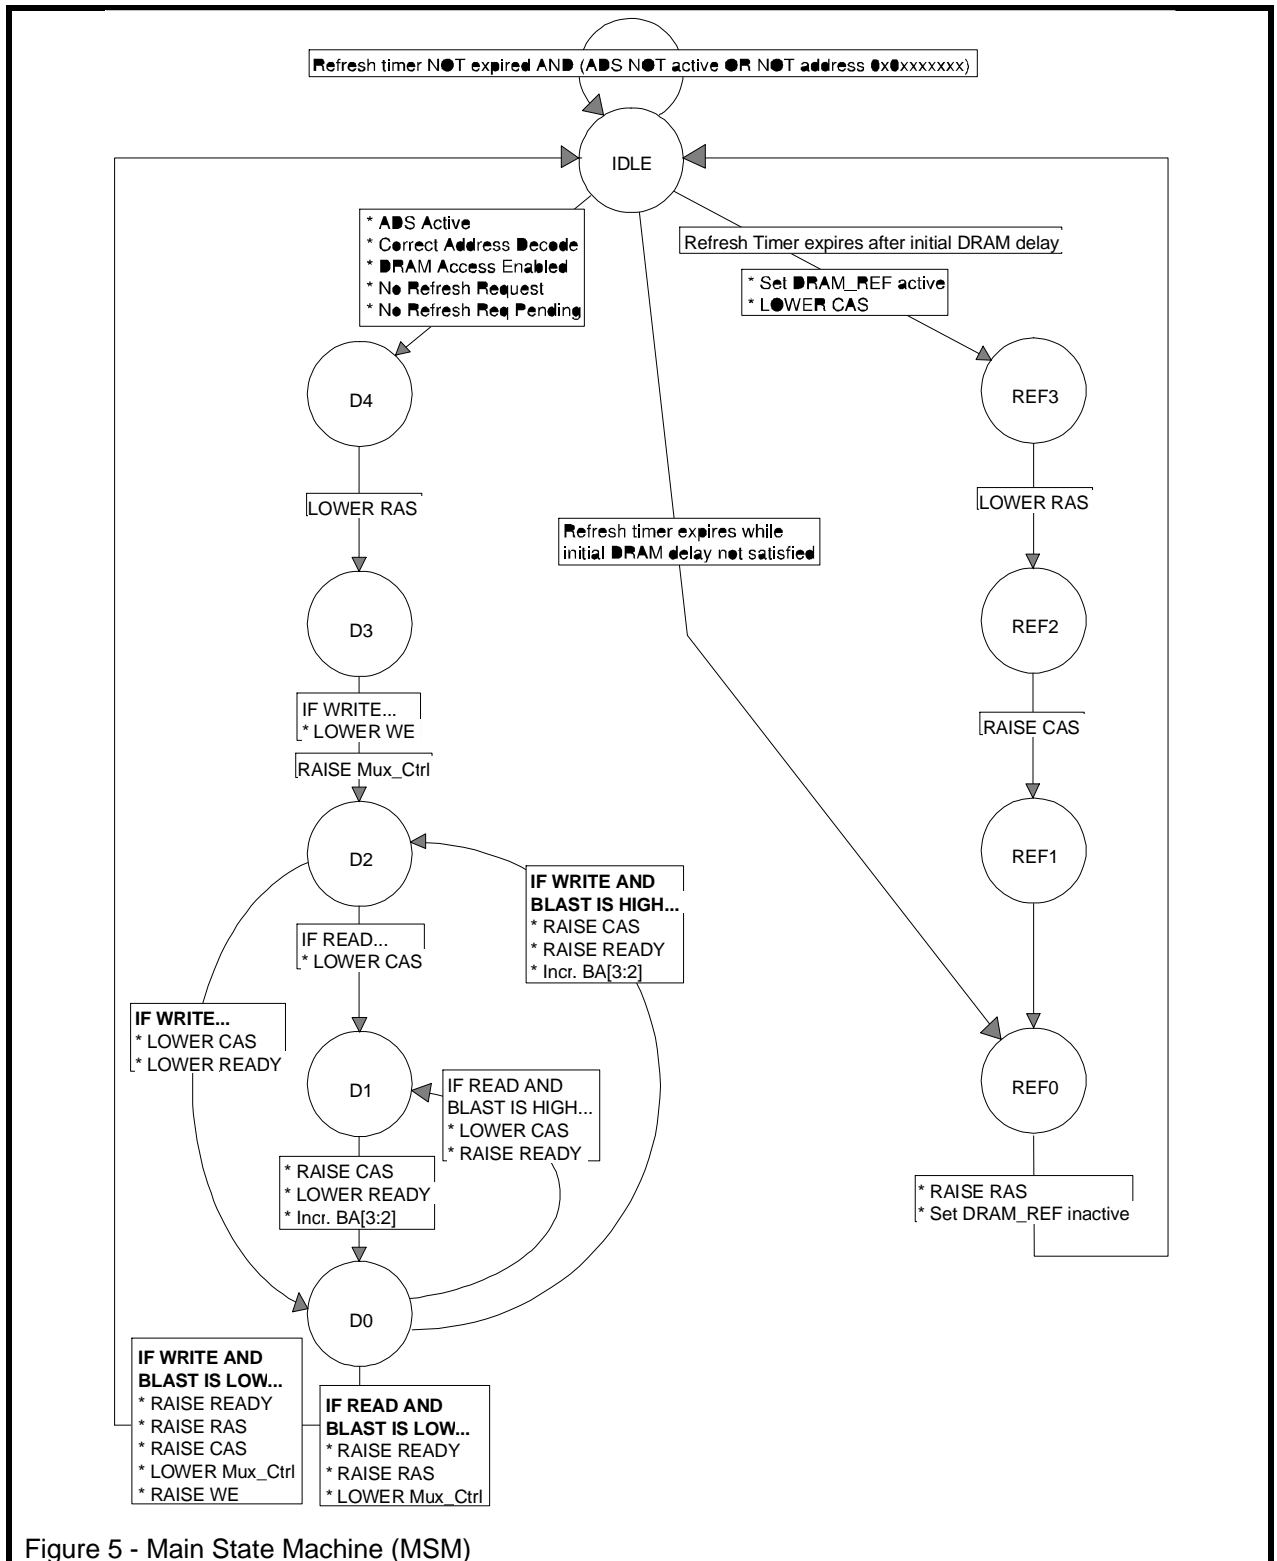 Refresh timer NOT expired AND (ADS NOT active OR NOT address 0x0xxxxxxx)
IDLE
* ADS Active
* Correct Address Decode
* DRAM Access Enabled
* No Refresh Request
* No Refresh Req Pending
Refresh Timer expires after initial DRAM delay
* Set DRAM_REF active
* LOWER CAS
D4
REF3
LOWER RAS
LOWER RAS
Refresh timer expires while
initial DRAM delay not satisfied
D3
REF2
IF WRITE...
* LOWER WE
RAISE Mux_Ctrl
RAISE CAS
D2
REF1
IF WRITE AND
BLAST IS HIGH...
* RAISE CAS
* RAISE READY
* Incr. BA[3:2]
IF READ...
* LOWER CAS
IF WRITE...
* LOWER CAS
* LOWER READY
D1
IF READ AND
BLAST IS HIGH...
* LOWER CAS
* RAISE READY
REF0
* RAISE CAS
* LOWER READY
* Incr. BA[3:2]
* RAISE RAS
* Set DRAM_REF inactive
D0
IF WRITE AND
BLAST IS LOW...
* RAISE READY
* RAISE RAS
* RAISE CAS
* LOWER Mux_Ctrl
* RAISE WE
IF READ AND
BLAST IS LOW...
* RAISE READY
* RAISE RAS
* LOWER Mux_Ctrl
Figure 5 - Main State Machine (MSM)